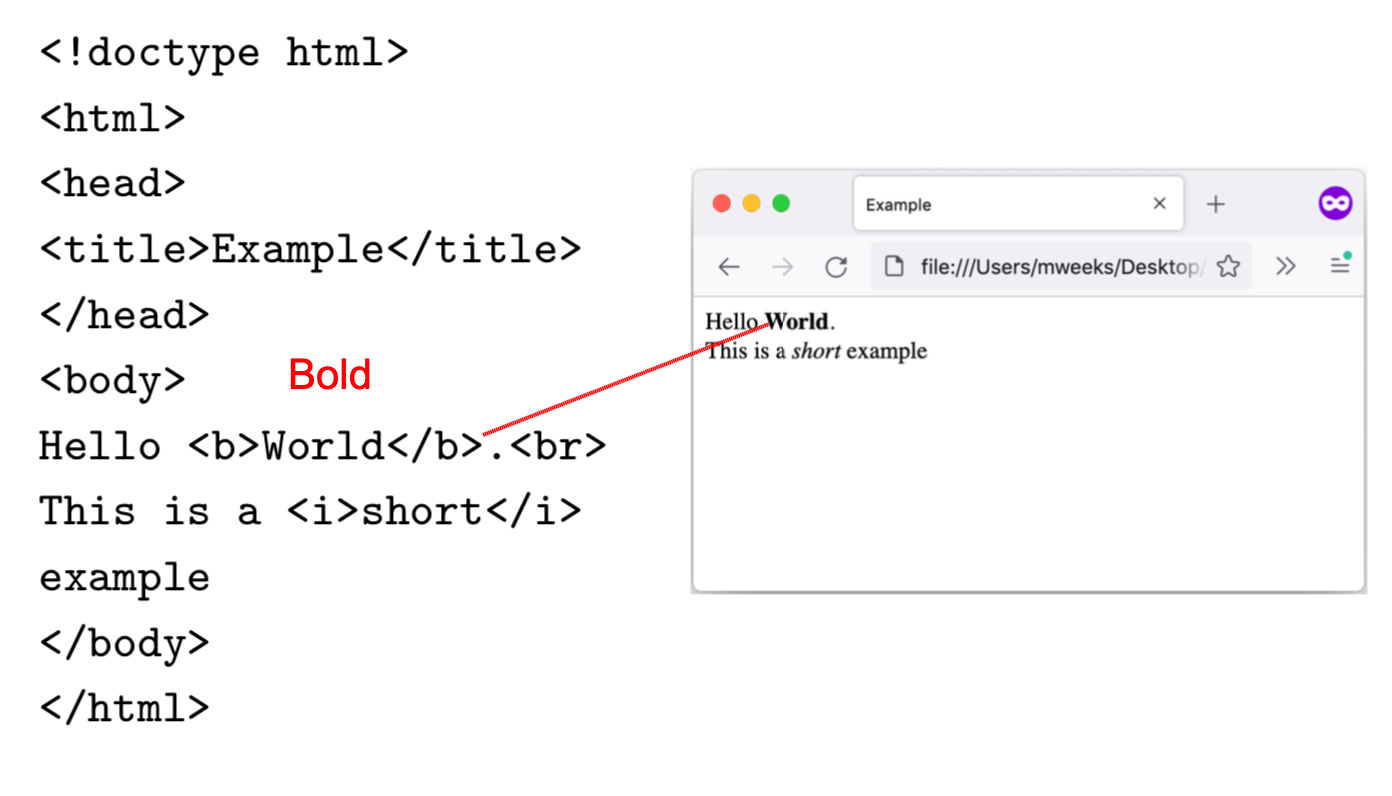 <!doctype html>
<html>
<head>
<title>Example</title>
</head>
<body>
Bold
Hello <b>World</b>.<br>
This is a <i>short</i>
example
</body>
</html>
Example
file:///Users/mweeks/Desktop/
Hello World.
This is a short example